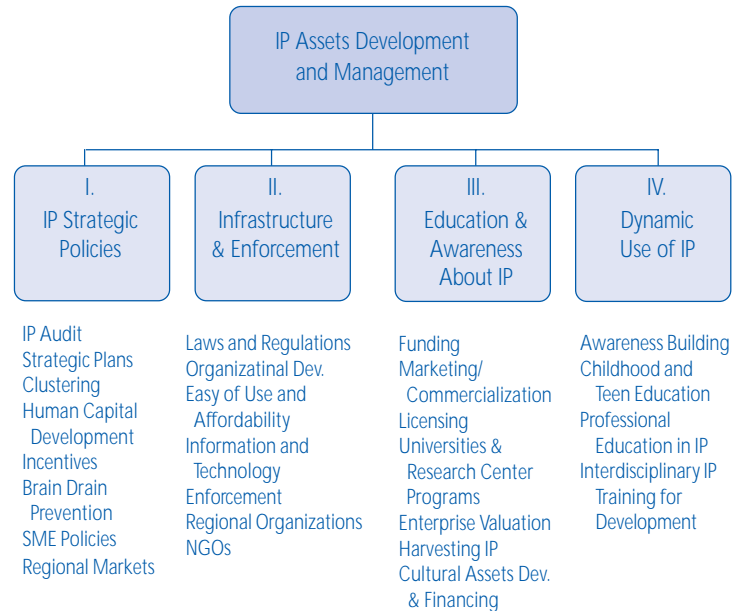 IP Assets Development
and Management
I.
IP Strategic
Policies
II.
Infrastructure
& Enforcement
III.
Education &
Awareness
About IP
IV.
Dynamic
Use of IP
IP Audit
Strategic Plans
Clustering
Human Capital
Development
Incentives
Brain Drain
Prevention
SME Policies
Regional Markets
Laws and Regulations
Organizatinal Dev.
Easy of Use and
Affordability
Information and
Technology
Enforcement
Regional Organizations
NGOs
Funding
Marketing/
Commercialization
Licensing
Universities &
Research Center
Programs
Enterprise Valuation
Harvesting IP
Cultural Assets Dev.
& Financing
Awareness Building
Childhood and
Teen Education
Professional
Education in IP
Interdisciplinary IP
Training for
Development